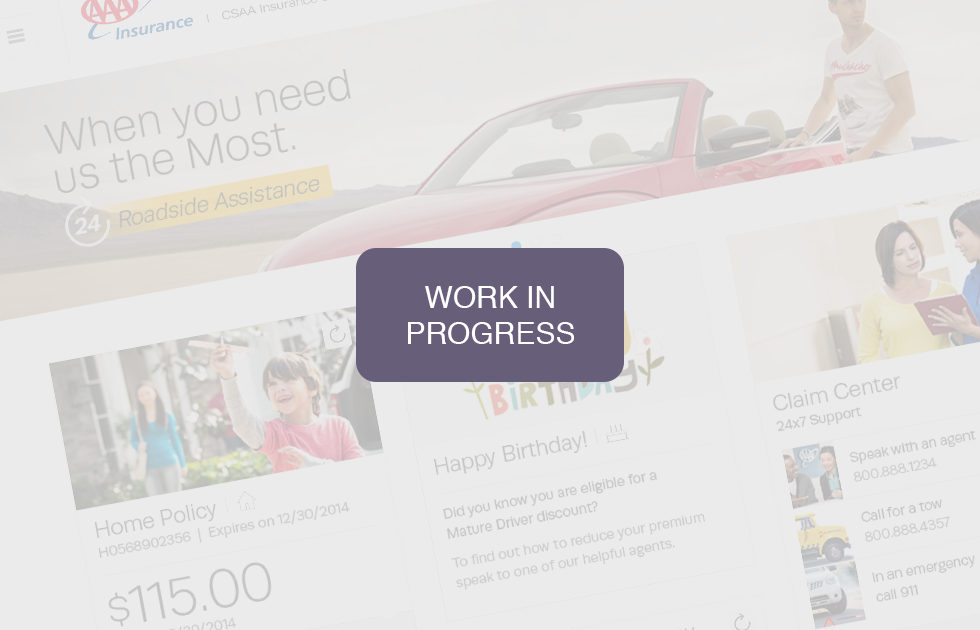 AAA
Insurance
CSAA Insurance
When you need
us the Most.
24
Roadside Assistance
WORK IN
PROGRESS
BIRTHDAY
Home Policy
H0568902356 | Expires on 12/30/2014
$115.00
Happy Birthday!
Did you know you are eligible for a
Mature Driver discount?
To find out how to reduce your premium
speak to one of our helpful agents.
Claim Center
24x7 Support
Speak with an agent
800.888.1234
Call for a tow
800.888.4357
In an emergency
call 911